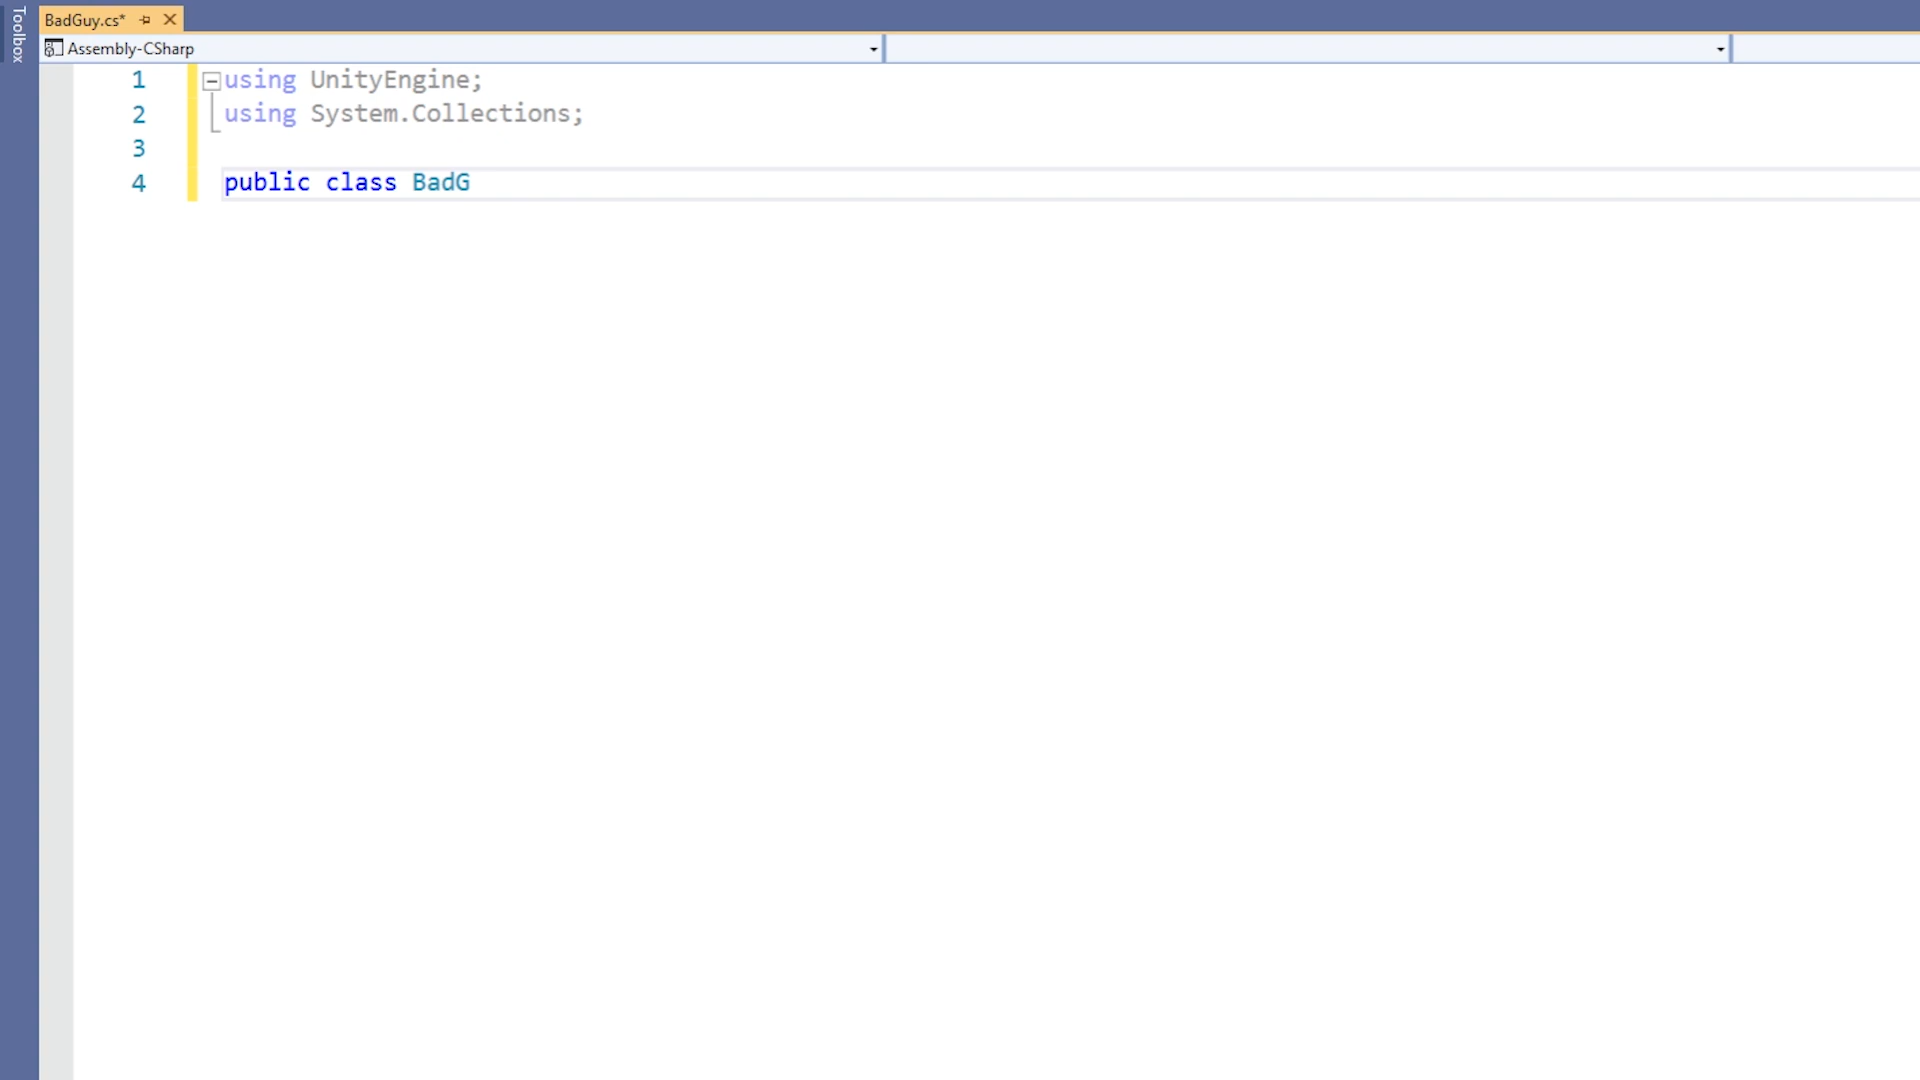 Toolbox
BadGuy.cs*
Assembly-CSharp
1 using UnityEngine;
2 using System.Collections;
3
4 public class BadG